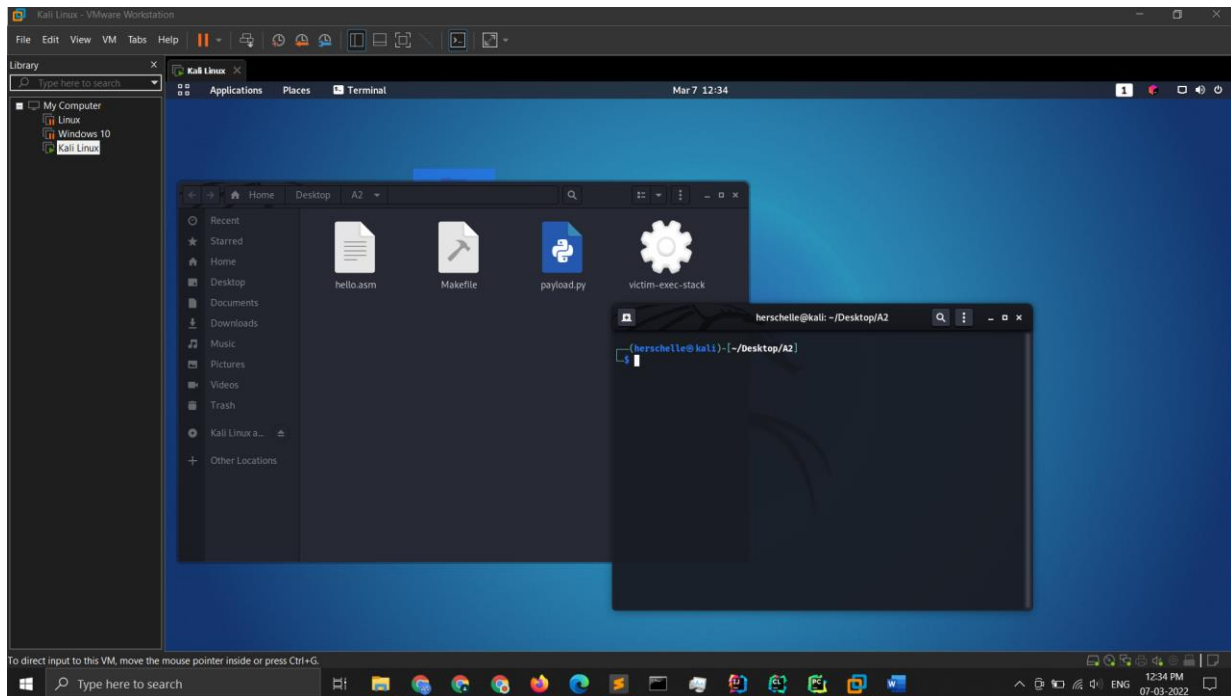 Kali Linux - VMware Workstation
File Edit View VM Tabs Help
Library
Type here to search
My Computer
Linux
Windows 10
Kali Linux
Kali Linux
Applications Places Terminal Mar 7 12:34 1
Home Desktop A2
Recent
Starred
Home
Desktop
Documents
Downloads
Music
Pictures
Videos
Trash
Kali Linux a...
Other Locations
hello.asm Makefile payload.py victim-exec-stack
herschelle@kali: ~/Desktop/A2
(herschelle㉿kali)-[~/Desktop/A2]
$
To direct input to this VM, move the mouse pointer inside or press Ctrl+G.
Type here to search
ENG
12:34 PM
07-03-2022